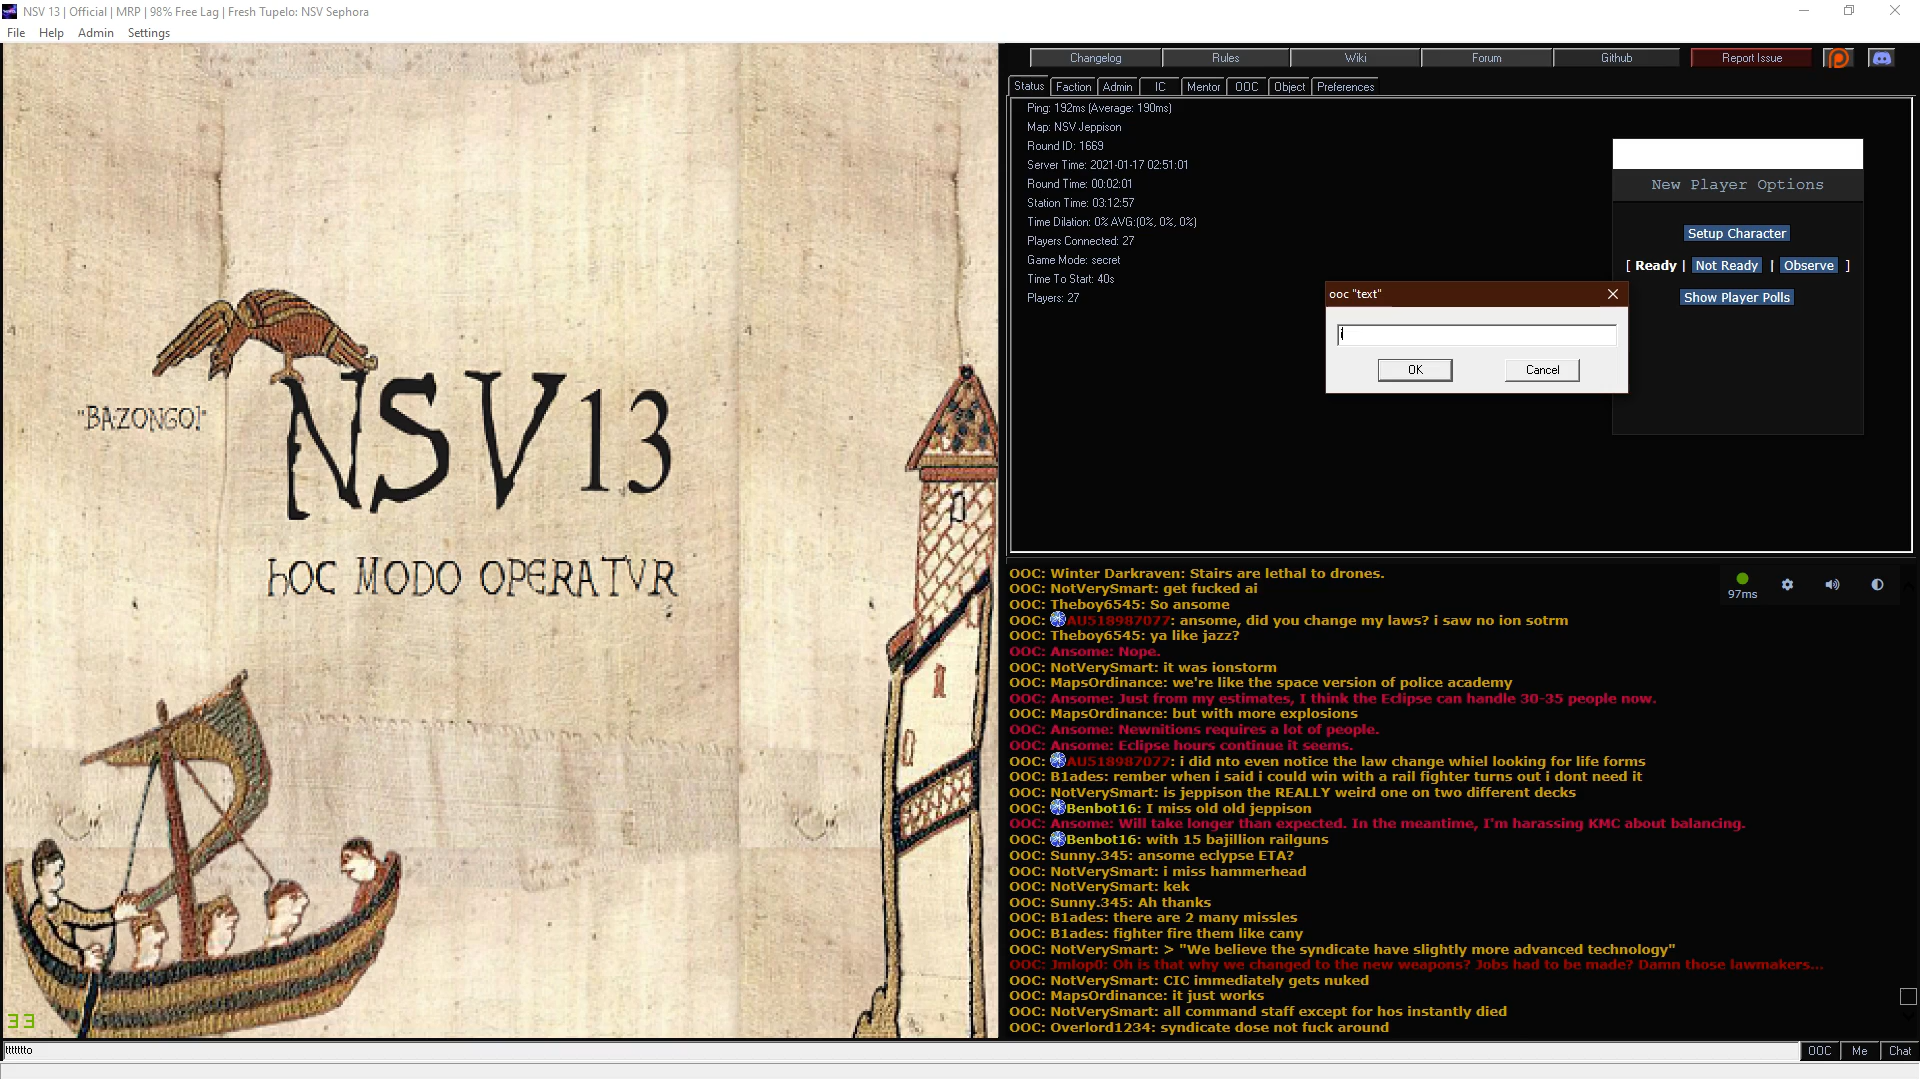 NSV 13 | Official | MRP | 98% Free Lag | Fresh Tupelo: NSV Sephora
File Help Admin Settings
Changelog Rules Wiki Forum Github Report Issue
Status Faction Admin IC Mentor OOC Object Preferences
Ping: 192ms (Average: 190ms)
Map: NSV Jeppison
Round ID: 1669
Server Time: 2021-01-17 02:51:01
Round Time: 00:02:01
Station Time: 03:12:57
Time Dilation: 0% AVG:(0%, 0%, 0%)
Players Connected: 27
Game Mode: secret
Time To Start: 40s
Players: 27
New Player Options
Setup Character
[ Ready | Not Ready | Observe ]
Show Player Polls
ooc "text"
i
OK Cancel
"BAZONGO!"
NSV13
HOC MODO OPERATVR
33
97ms
OOC: Winter Darkraven: Stairs are lethal to drones.
OOC: NotVerySmart: get fucked ai
OOC: Theboy6545: So ansome
OOC: AU518987077: ansome, did you change my laws? i saw no ion sotrm
OOC: Theboy6545: ya like jazz?
OOC: Ansome: Nope.
OOC: NotVerySmart: it was ionstorm
OOC: MapsOrdinance: we're like the space version of police academy
OOC: Ansome: Just from my estimates, I think the Eclipse can handle 30-35 people now.
OOC: MapsOrdinance: but with more explosions
OOC: Ansome: Newnitions requires a lot of people.
OOC: Ansome: Eclipse hours continue it seems.
OOC: AU518987077: i did nto even notice the law change whiel looking for life forms
OOC: B1ades: rember when i said i could win with a rail fighter turns out i dont need it
OOC: NotVerySmart: is jeppison the REALLY weird one on two different decks
OOC: Benbot16: I miss old old jeppison
OOC: Ansome: Will take longer than expected. In the meantime, I'm harassing KMC about balancing.
OOC: Benbot16: with 15 bajillion railguns
OOC: Sunny.345: ansome eclypse ETA?
OOC: NotVerySmart: i miss hammerhead
OOC: NotVerySmart: kek
OOC: Sunny.345: Ah thanks
OOC: B1ades: there are 2 many missles
OOC: B1ades: fighter fire them like cany
OOC: NotVerySmart: > "We believe the syndicate have slightly more advanced technology"
OOC: Jmlop0: Oh is that why we changed to the new weapons? Jobs had to be made? Damn those lawmakers...
OOC: NotVerySmart: CIC immediately gets nuked
OOC: MapsOrdinance: it just works
OOC: NotVerySmart: all command staff except for hos instantly died
OOC: Overlord1234: syndicate dose not fuck around
ttttttto
OOC Me Chat